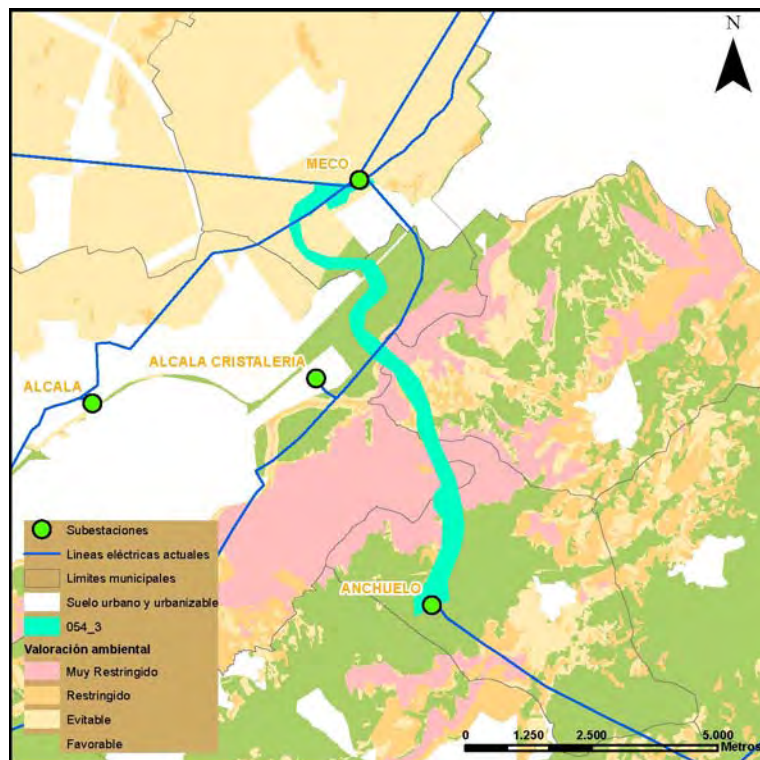 N
MECO
ALCALA CRISTALERIA
ALCALA
ANCHUELO
Subestaciones
Lineas eléctricas actuales
Limites municipales
Suelo urbano y urbanizable
054_3
Valoración ambiental
Muy Restringido
Restringido
Evitable
Favorable
0 1.250 2.500 5.000
Metros